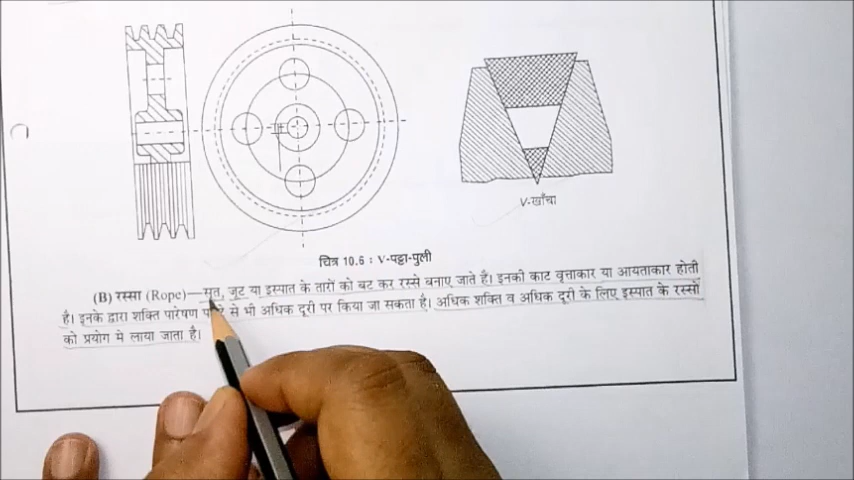 V-खाँचा
चित्र 10.6 : V-पट्टा-पुली
(B) रस्सा (Rope)—सूत, जूट या इस्पात के तारों को बट कर रस्से बनाए जाते है। इनकी काट वृत्ताकार या आयताकार होती
है। इनके द्वारा शक्ति पारेषण से भी अधिक दूरी पर किया जा सकता है। अधिक शक्ति व अधिक दूरी के लिए इस्पात के रस्सों
को प्रयोग मे लाया जाता है।